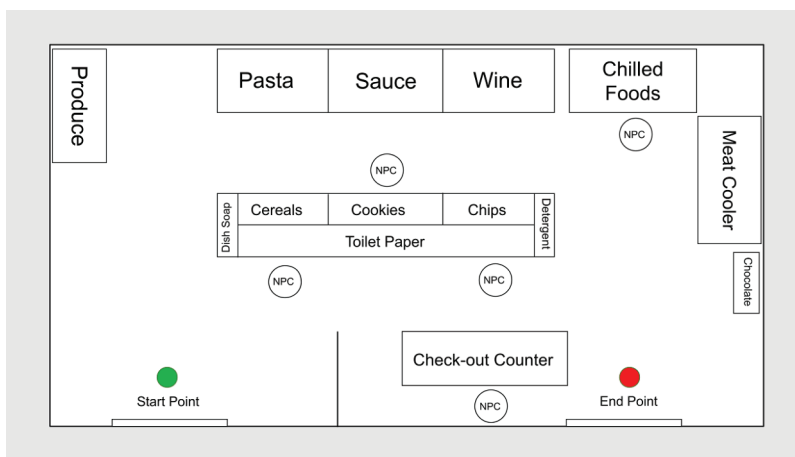 Produce
Pasta
Sauce
Wine
Chilled
Foods
NPC
Meat Cooler
NPC
Dish Soap
Cereals
Cookies
Chips
Detergent
Toilet Paper
Chocolate
NPC
NPC
Check-out Counter
Start Point
NPC
End Point